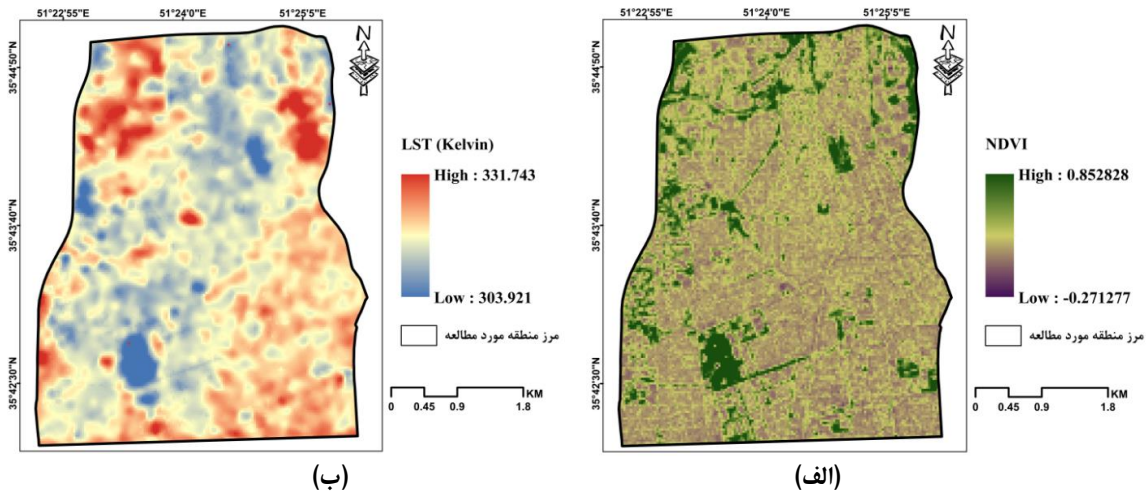 51°22'55"E 51°24'0"E 51°25'5"E
N
35°44'50"N
35°43'40"N
35°42'30"N
LST (Kelvin)
High : 331.743
Low : 303.921
مرز منطقه مورد مطالعه
KM
0 0.45 0.9 1.8
(ب)
51°22'55"E 51°24'0"E 51°25'5"E
N
35°44'50"N
35°43'40"N
35°42'30"N
NDVI
High : 0.852828
Low : -0.271277
مرز منطقه مورد مطالعه
KM
0 0.45 0.9 1.8
(الف)